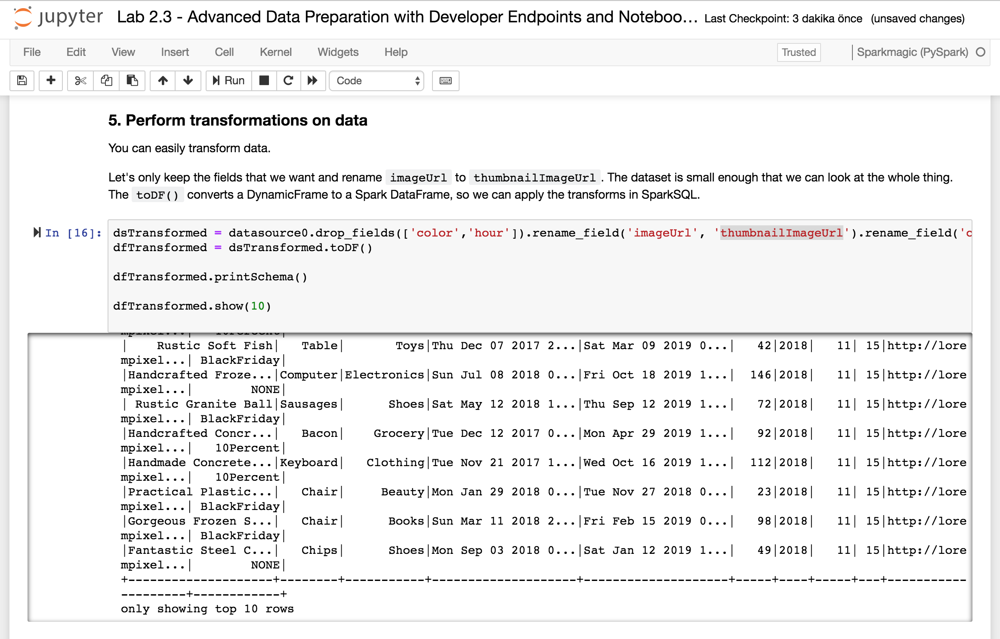 jupyter Lab 2.3 - Advanced Data Preparation with Developer Endpoints and Noteboo... Last Checkpoint: 3 dakika önce (unsaved changes)
File Edit View Insert Cell Kernel Widgets Help Trusted Sparkmagic (PySpark)
Run Code
5. Perform transformations on data
You can easily transform data.
Let's only keep the fields that we want and rename imageUrl to thumbnailImageUrl . The dataset is small enough that we can look at the whole thing.
The toDF() converts a DynamicFrame to a Spark DataFrame, so we can apply the transforms in SparkSQL.
In [16]: dsTransformed = datasource0.drop_fields(['color','hour']).rename_field('imageUrl', 'thumbnailImageUrl').rename_field('c
dfTransformed = dsTransformed.toDF()
dfTransformed.printSchema()
dfTransformed.show(10)
mpixel...|   10Percent|
|    Rustic Soft Fish|   Table|       Toys|Thu Dec 07 2017 2...|Sat Mar 09 2019 0...|   42|2018|   11| 15|http://lore
mpixel...| BlackFriday|
|Handcrafted Froze...|Computer|Electronics|Sun Jul 08 2018 0...|Fri Oct 18 2019 1...|  146|2018|   11| 15|http://lore
mpixel...|        NONE|
| Rustic Granite Ball|Sausages|      Shoes|Sat May 12 2018 1...|Thu Sep 12 2019 1...|   72|2018|   11| 15|http://lore
mpixel...| BlackFriday|
|Handcrafted Concr...|   Bacon|    Grocery|Tue Dec 12 2017 0...|Mon Apr 29 2019 1...|   92|2018|   11| 15|http://lore
mpixel...|   10Percent|
|Handmade Concrete...|Keyboard|   Clothing|Tue Nov 21 2017 1...|Wed Oct 16 2019 1...|  112|2018|   11| 15|http://lore
mpixel...|   10Percent|
|Practical Plastic...|   Chair|     Beauty|Mon Jan 29 2018 0...|Tue Nov 27 2018 0...|   23|2018|   11| 15|http://lore
mpixel...| BlackFriday|
|Gorgeous Frozen S...|   Chair|      Books|Sun Mar 11 2018 2...|Fri Feb 15 2019 0...|   98|2018|   11| 15|http://lore
mpixel...| BlackFriday|
|Fantastic Steel C...|   Chips|      Shoes|Mon Sep 03 2018 0...|Sat Jan 12 2019 1...|   49|2018|   11| 15|http://lore
mpixel...|        NONE|
+--------------------+--------+-----------+--------------------+--------------------+-----+----+-----+---+-----------
---------+------------+
only showing top 10 rows